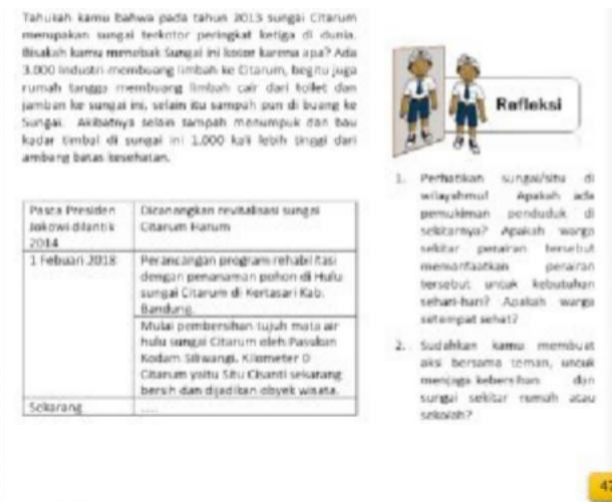 Tahukah kamu bahwa pada tahun 2013 sungai Citarum
merupakan sungai terkotor peringkat ketiga di dunia.
Bisakah kamu menebak Sungai ini kotor karena apa? Ada
3.000 Industri membuang limbah ke Citarum, begitu juga
rumah tangga membuang limbah cair dari toilet dan
jamban ke sungai ini, selain itu sampah pun di buang ke
Sungai. Akibatnya selain sampah menumpuk dan bau
kadar timbal di sungai ini 1.000 kali lebih tinggi dari
ambang batas kesehatan.
Pasca Presiden
Jokowi dilantik
2014
Dicanangkan revitalisasi sungai
Citarum Harum
1 Febuari 2018
Perancangan program rehabilitasi
dengan penanaman pohon di Hulu
sungai Citarum di Kertasari Kab.
Bandung.
Mulai pembersihan tujuh mata air
hulu sungai Citarum oleh Pasukan
Kodam Siliwangi. Kilometer 0
Citarum yaitu Situ Cisanti sekarang
bersih dan dijadikan obyek wisata.
Sekarang
....
Refleksi
1. Perhatikan sungai/situ di
wilayahmu! Apakah ada
pemukiman penduduk di
sekitarnya? Apakah warga
sekitar perairan tersebut
memanfaatkan perairan
tersebut untuk kebutuhan
sehari-hari? Apakah warga
setempat sehat?
2. Sudahkan kamu membuat
aksi bersama teman, untuk
menjaga kebersihan dan
sungai sekitar rumah atau
sekolah?